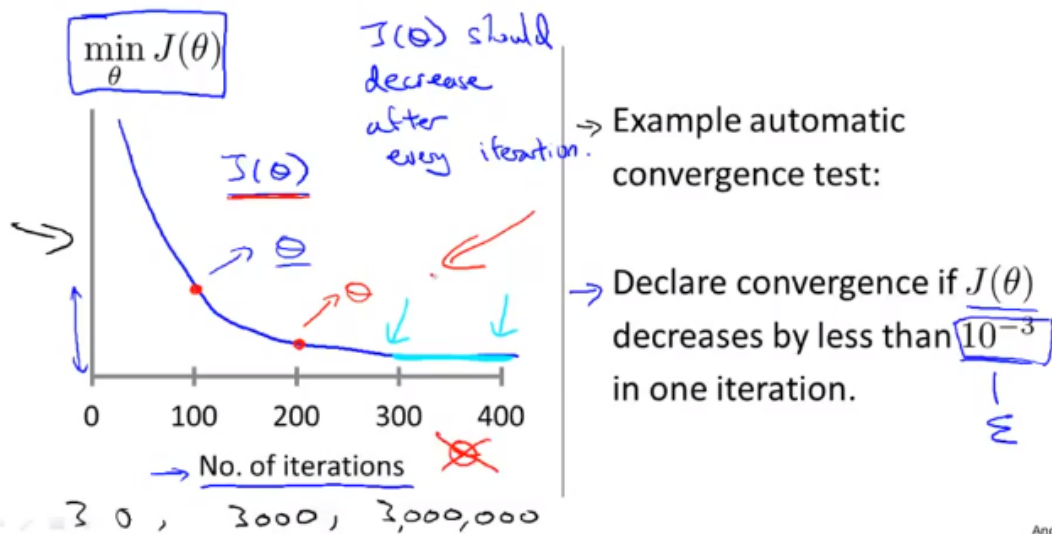 min J(θ)
θ
J(θ) should
decrease
after
every iteration.
J(θ)
θ
θ
0 100 200 300 400
→ No. of iterations
30, 3000, 3,000,000
→ Example automatic
convergence test:
→ Declare convergence if J(θ)
decreases by less than 10⁻³
in one iteration.
ε